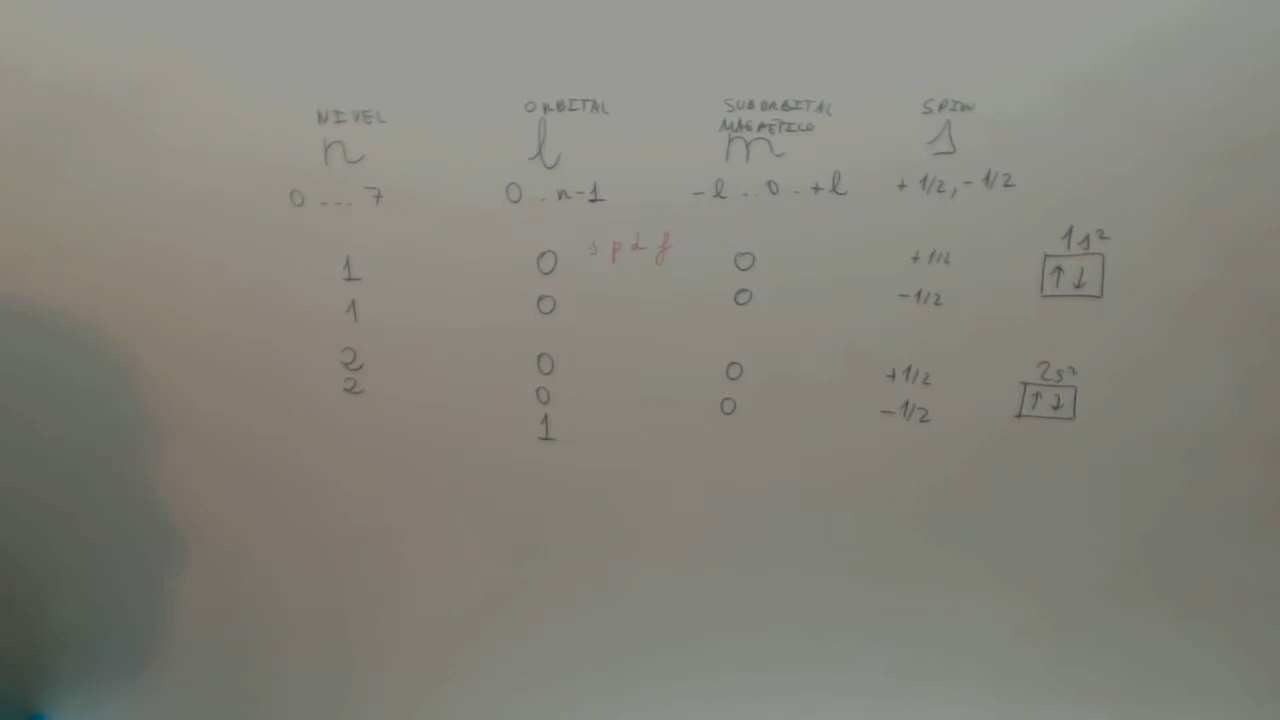 NIVEL ORBITAL SUBORBITAL SPIN
MAGNÉTICO
n l m s
0 ... 7 0 .. n-1 -l .. 0 .. +l +1/2, -1/2
s p d f
1 0 0 +1/2 1s²
↑↓
1 0 0 -1/2
2 0 0 +1/2 2s²
2 0 0 -1/2 ↑↓
1